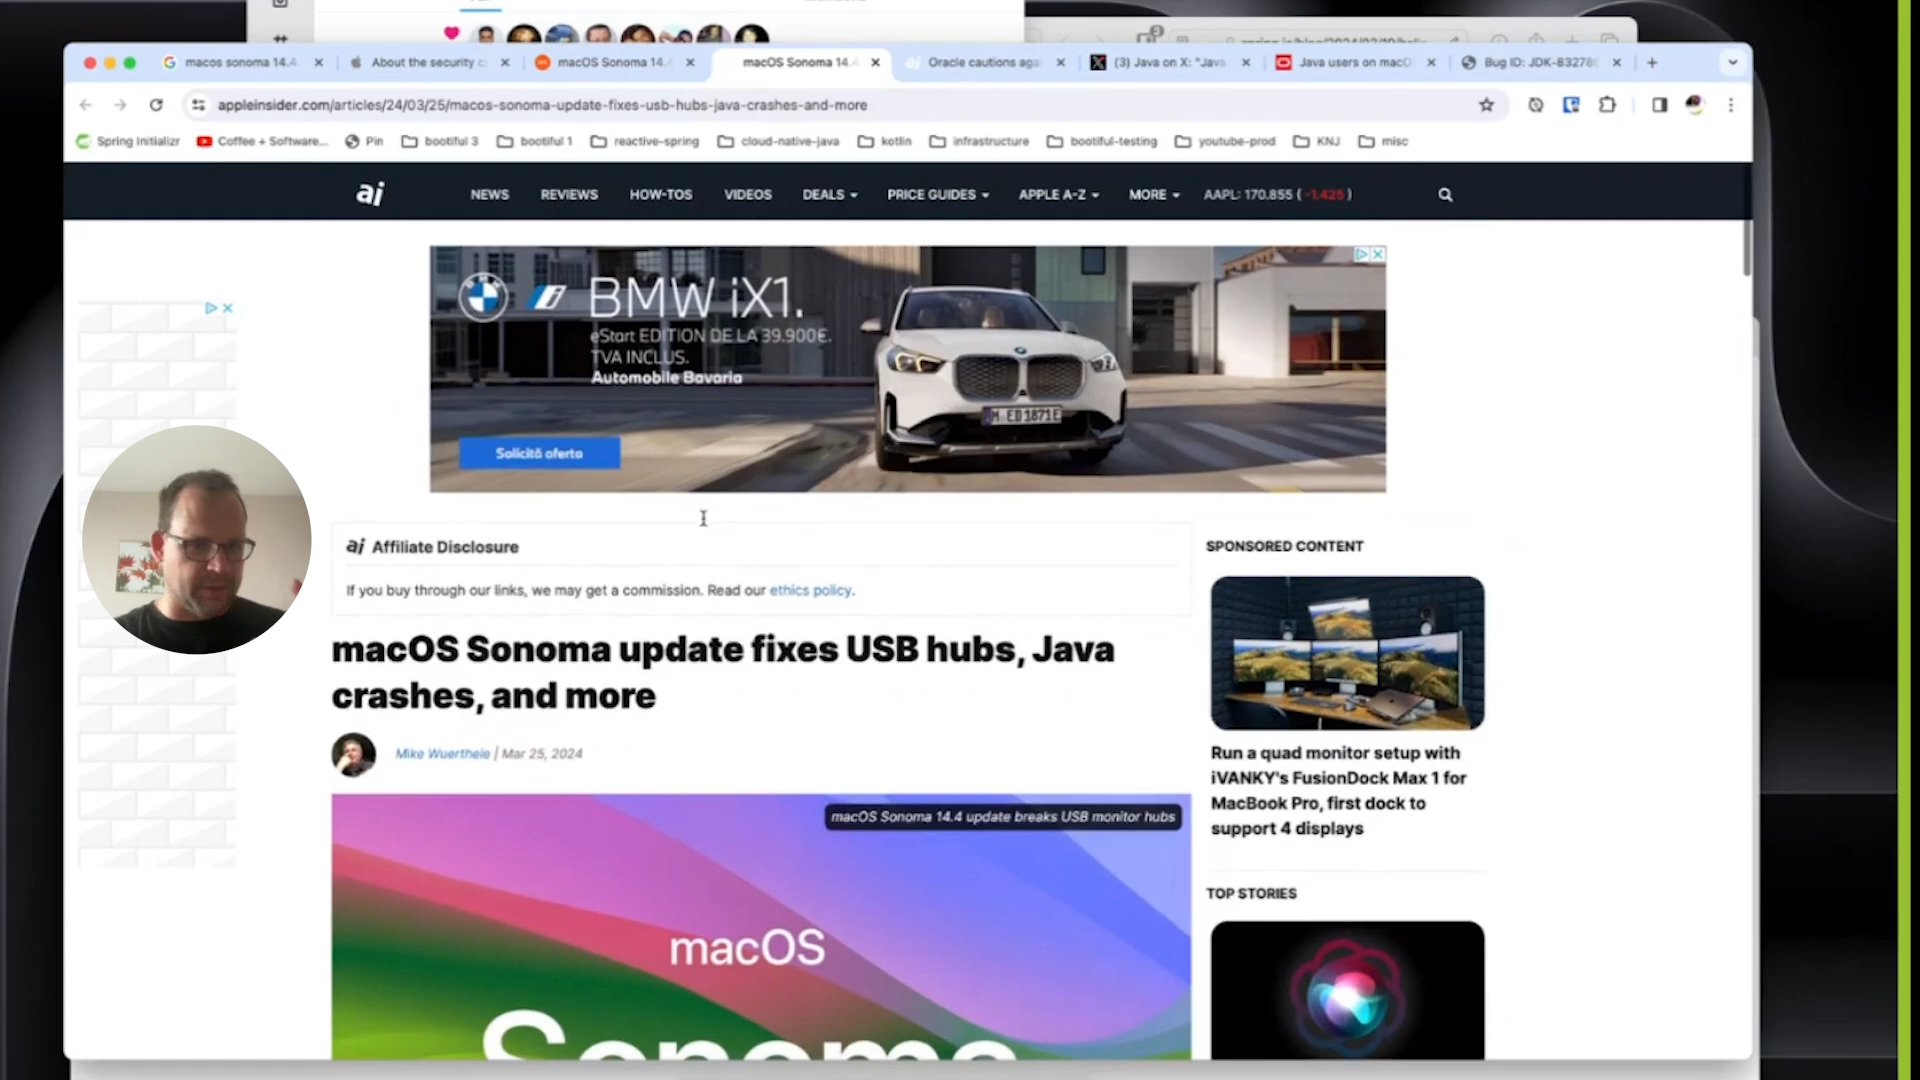 macos sonoma 14.4.
About the security c
macOS Sonoma 14.
macOS Sonoma 14.4
Oracle cautions aga
(3) Java on X: "Java
Java users on macO
Bug ID: JDK-83278
appleinsider.com/articles/24/03/25/macos-sonoma-update-fixes-usb-hubs-java-crashes-and-more
Spring Initializr
Coffee + Software...
Pin
bootiful 3
bootiful 1
reactive-spring
cloud-native-java
kotlin
infrastructure
bootiful-testing
youtube-prod
KNJ
misc
ai
NEWS
REVIEWS
HOW-TOS
VIDEOS
DEALS
PRICE GUIDES
APPLE A-Z
MORE
AAPL: 170.855 ( -1.425 )
BMW iX1.
eStart EDITION DE LA 39.900€.
TVA INCLUS.
Automobile Bavaria
M·ED 1871E
Solicită oferta
ai Affiliate Disclosure
If you buy through our links, we may get a commission. Read our ethics policy.
macOS Sonoma update fixes USB hubs, Java
crashes, and more
Mike Wuerthele | Mar 25, 2024
macOS Sonoma 14.4 update breaks USB monitor hubs
macOS
Sonoma
SPONSORED CONTENT
Run a quad monitor setup with
iVANKY's FusionDock Max 1 for
MacBook Pro, first dock to
support 4 displays
TOP STORIES